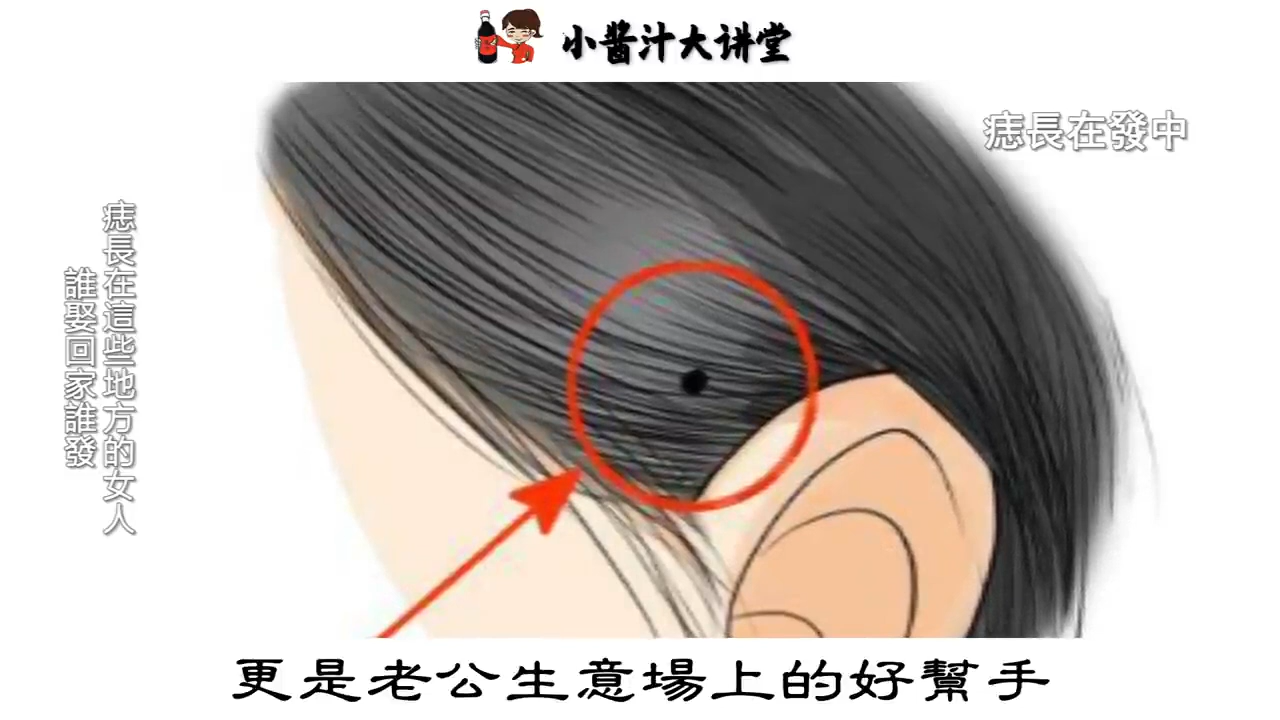 小酱汁大讲堂
痣長在發中
痣長在這些地方的女人
誰娶回家誰發
更是老公生意場上的好幫手